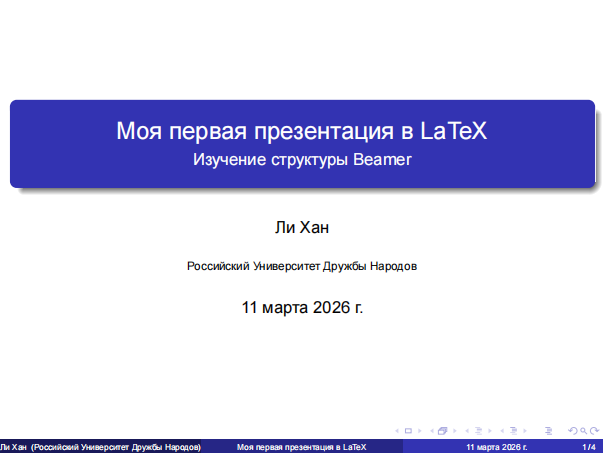 Моя первая презентация в LaTeX
Изучение структуры Beamer
Ли Хан
Российский Университет Дружбы Народов
11 марта 2026 г.
Ли Хан (Российский Университет Дружбы Народов) Моя первая презентация в LaTeX 11 марта 2026 г. 1 / 4